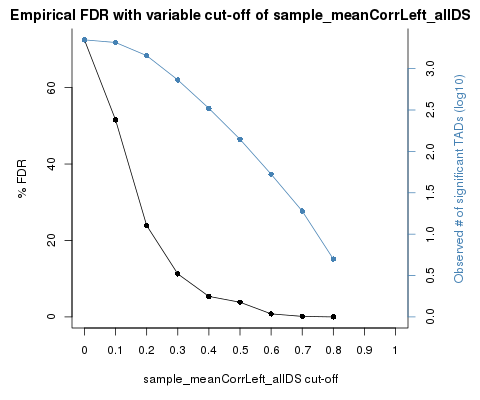 Empirical FDR with variable cut-off of sample_meanCorrLeft_allDS
% FDR
60
40
20
0
3.0
2.5
2.0
1.5
1.0
0.5
0.0
Observed # of significant TADs (log10)
0 0.1 0.2 0.3 0.4 0.5 0.6 0.7 0.8 0.9 1
sample_meanCorrLeft_allDS cut-off